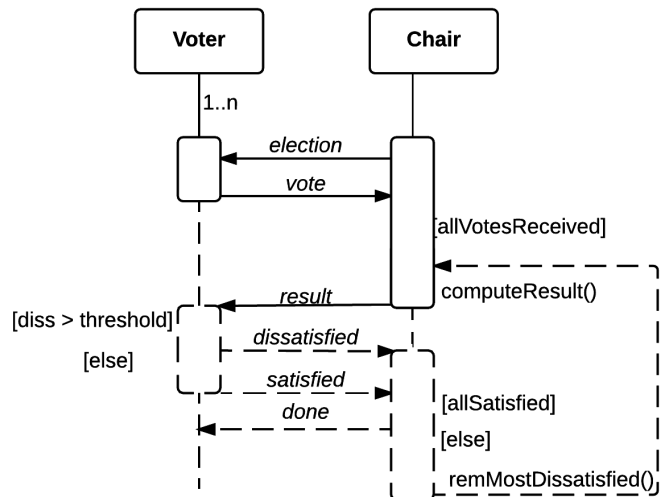 Voter
Chair
1..n
election
vote
[allVotesReceived]
computeResult()
result
[diss > threshold]
dissatisfied
[else]
satisfied
[allSatisfied]
done
[else]
remMostDissatisfied()